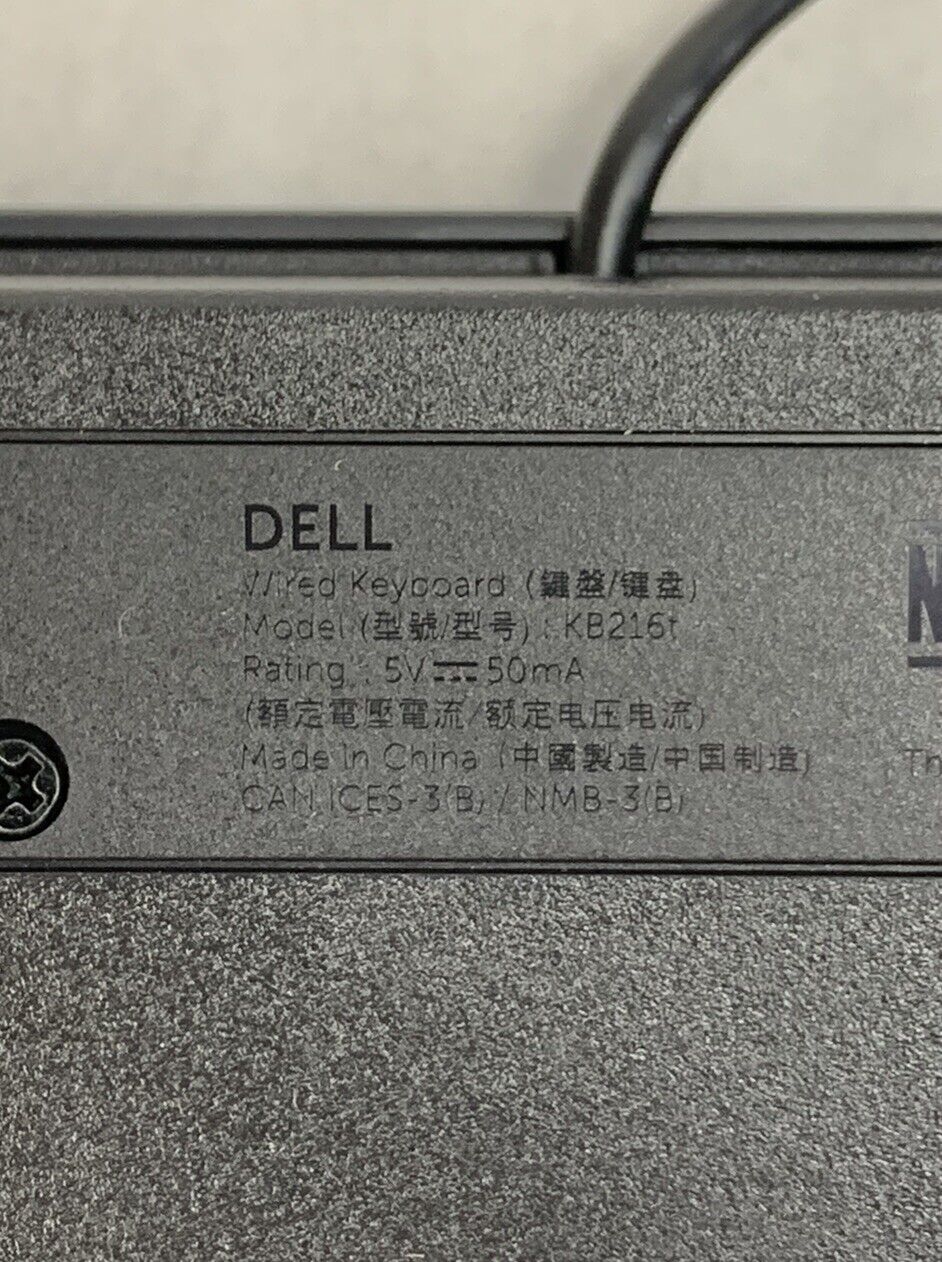 DELL
Wired Keyboard (鍵盤/键盘)
Model (型號/型号) : KB216t
Rating : 5V⎓50mA
(額定電壓電流/额定电压电流)
Made in China (中國製造/中国制造)
CAN ICES-3(B) / NMB-3(B)
N
Th